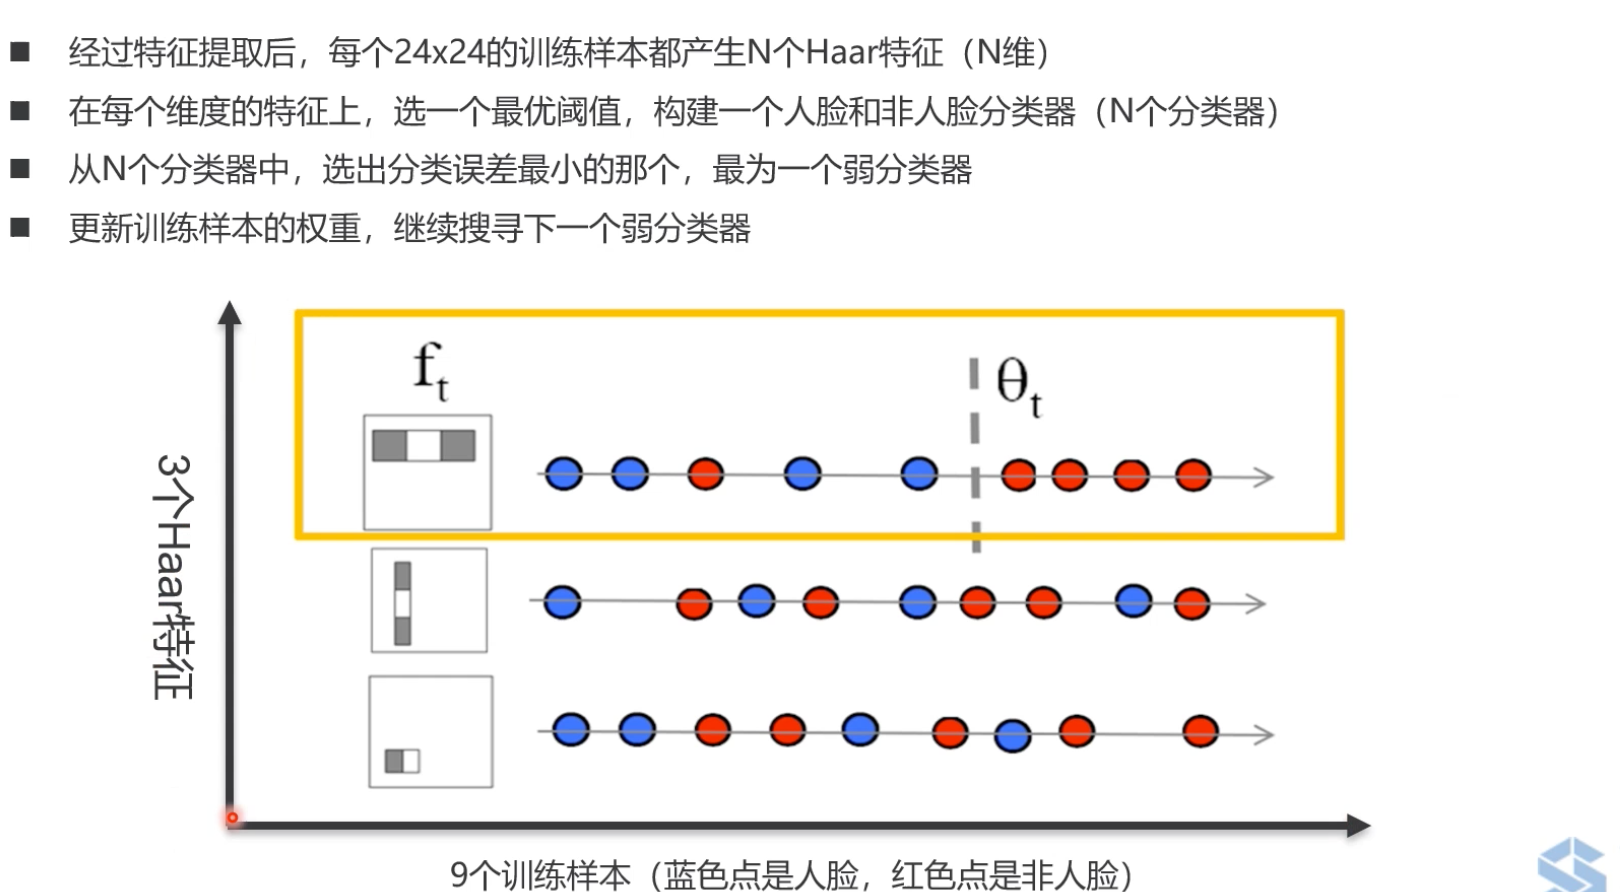 经过特征提取后，每个24x24的训练样本都产生N个Haar特征（N维）
在每个维度的特征上，选一个最优阈值，构建一个人脸和非人脸分类器（N个分类器）
从N个分类器中，选出分类误差最小的那个，最为一个弱分类器
更新训练样本的权重，继续搜寻下一个弱分类器
f_t
θ_t
3个Haar特征
9个训练样本（蓝色点是人脸，红色点是非人脸）